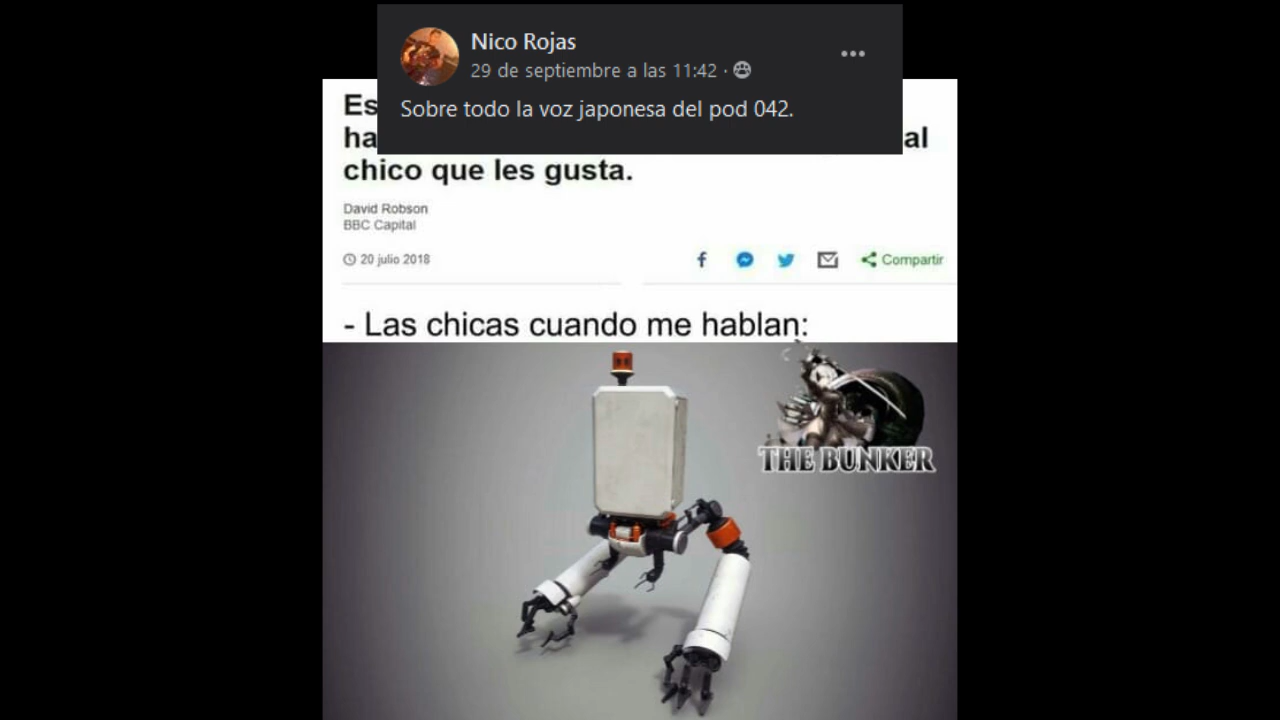 Nico Rojas
29 de septiembre a las 11:42 ·
Sobre todo la voz japonesa del pod 042.
Es
ha al
chico que les gusta.
David Robson
BBC Capital
20 julio 2018
Compartir
- Las chicas cuando me hablan:
THE BUNKER